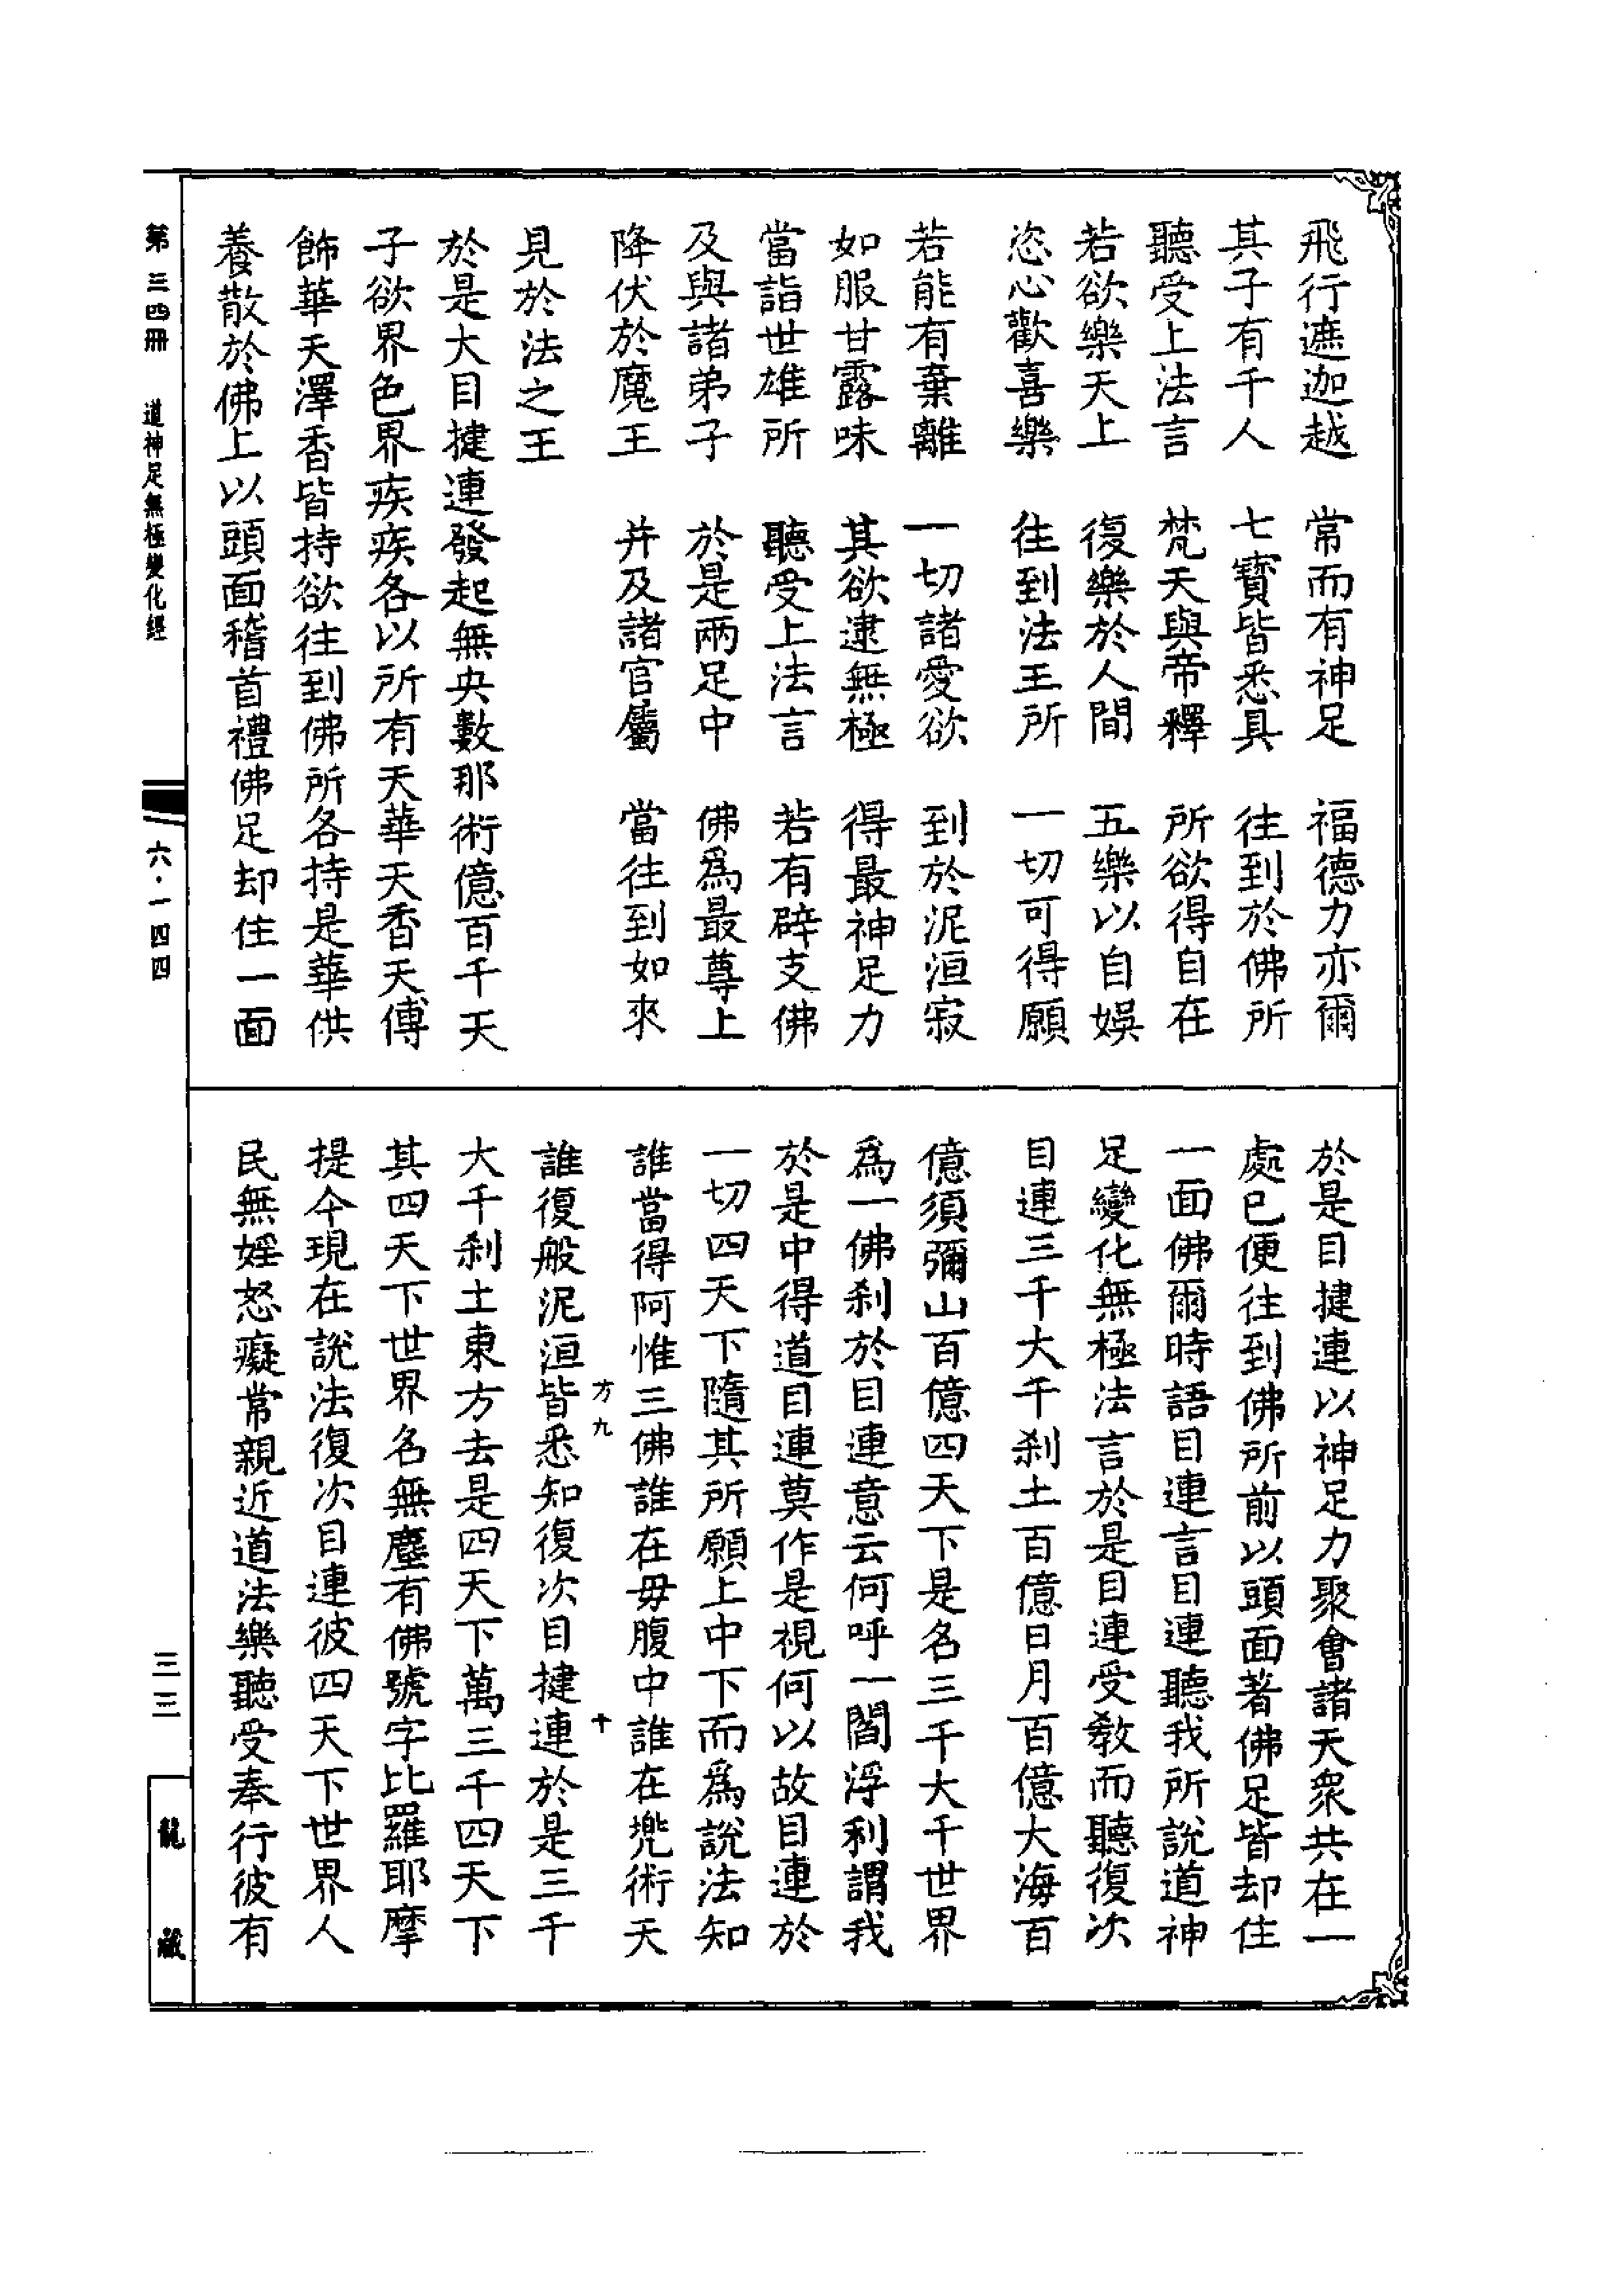 飛行遮迦越　常而有神足　福德力亦爾
其子有千人　七寶皆悉具　往到於佛所
聽受上法言　梵天與帝釋　所欲得自在
若欲樂天上　復樂於人間　五樂以自娛
恣心歡喜樂　往到法王所　一切可得願
若能有棄離　一切諸愛欲　到於泥洹寂
如服甘露味　其欲逮無極　得最神足力
當詣世雄所　聽受上法言　若有辟支佛
及與諸弟子　於是兩足中　佛爲最尊上
降伏於魔王　并及諸官屬　當往到如來
見於法之王
於是大目揵連發起無央數那術億百千天
子欲界色界疾疾各以所有天華天香天傅
飾華天澤香皆持欲往到佛所各持是華供
養散於佛上以頭面稽首禮佛足却住一面
於是目揵連以神足力聚會諸天衆共在一
處已便往到佛所前以頭面著佛足皆却住
一面佛爾時語目連言目連聽我所說道神
足變化無極法言於是目連受教而聽復次
目連三千大千刹土百億日月百億大海百
億須彌山百億四天下是名三千大千世界
爲一佛刹於目連意云何呼一閻浮利謂我
於是中得道目連莫作是視何以故目連於
一切四天下隨其所願上中下而爲說法知
誰當得阿惟三佛誰在毋腹中誰在兠術天
方九　十
誰復般泥洹皆悉知復次目揵連於是三千
大千刹土東方去是四天下萬三千四天下
其四天下世界名無塵有佛號字比羅耶摩
提今現在說法復次目連彼四天下世界人
民無婬怒癡常親近道法樂聽受奉行彼有
第三四冊　道神足無極變化經
六·一四四
三三
龍藏